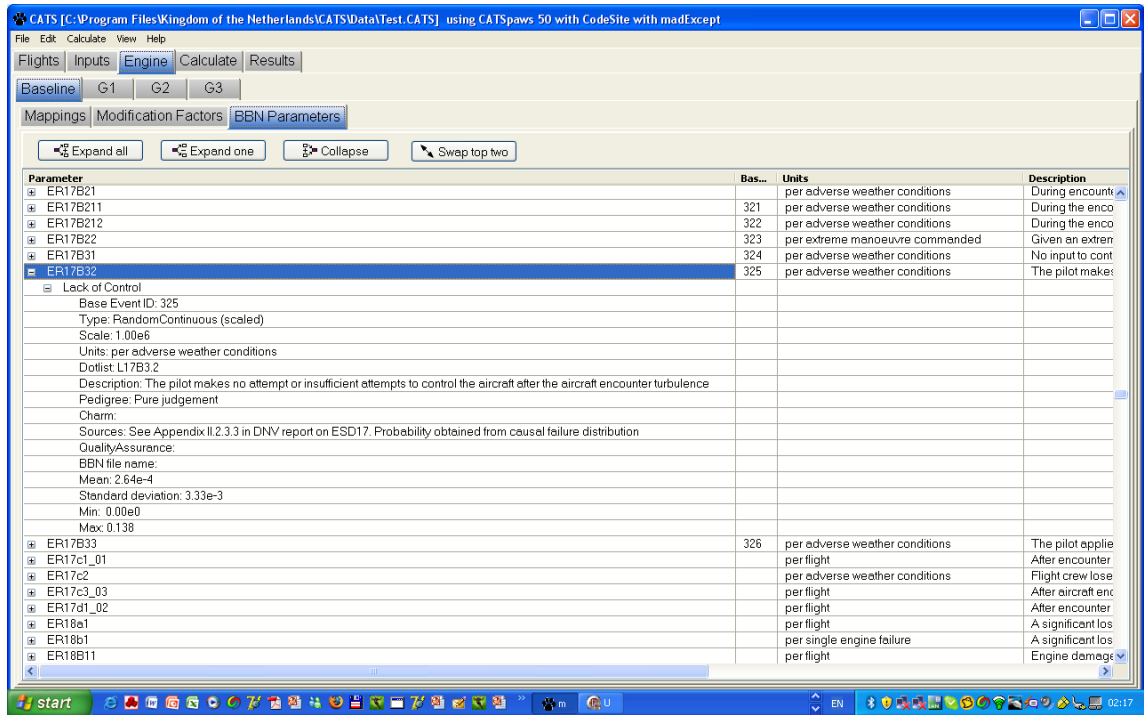 CATS [C:\Program Files\Kingdom of the Netherlands\CATS\Data\Test.CATS] using CATSpaws 50 with CodeSite with madExcept
File Edit Calculate View Help
Flights Inputs Engine Calculate Results
Baseline G1 G2 G3
Mappings Modification Factors BBN Parameters
Expand all Expand one Collapse Swap top two
Parameter Bas... Units Description
ER17B21 per adverse weather conditions During encounte
ER17B211 321 per adverse weather conditions During the enco
ER17B212 322 per adverse weather conditions During the enco
ER17B22 323 per extreme manoeuvre commanded Given an extrem
ER17B31 324 per adverse weather conditions No input to cont
ER17B32 325 per adverse weather conditions The pilot makes
Lack of Control
Base Event ID: 325
Type: RandomContinuous (scaled)
Scale: 1.00e6
Units: per adverse weather conditions
Dotlist: L17B3.2
Description: The pilot makes no attempt or insufficient attempts to control the aircraft after the aircraft encounter turbulence
Pedigree: Pure judgement
Charm:
Sources: See Appendix II.2.3.3 in DNV report on ESD17. Probability obtained from causal failure distribution
QualityAssurance:
BBN file name:
Mean: 2.64e-4
Standard deviation: 3.33e-3
Min: 0.00e0
Max: 0.138
ER17B33 326 per adverse weather conditions The pilot applie
ER17c1_01 per flight After encounter
ER17c2 per adverse weather conditions Flight crew lose
ER17c3_03 per flight After aircraft enc
ER17d1_02 per flight After encounter
ER18a1 per flight A significant los
ER18b1 per single engine failure A significant los
ER18B11 per flight Engine damage
start m U EN 02:17